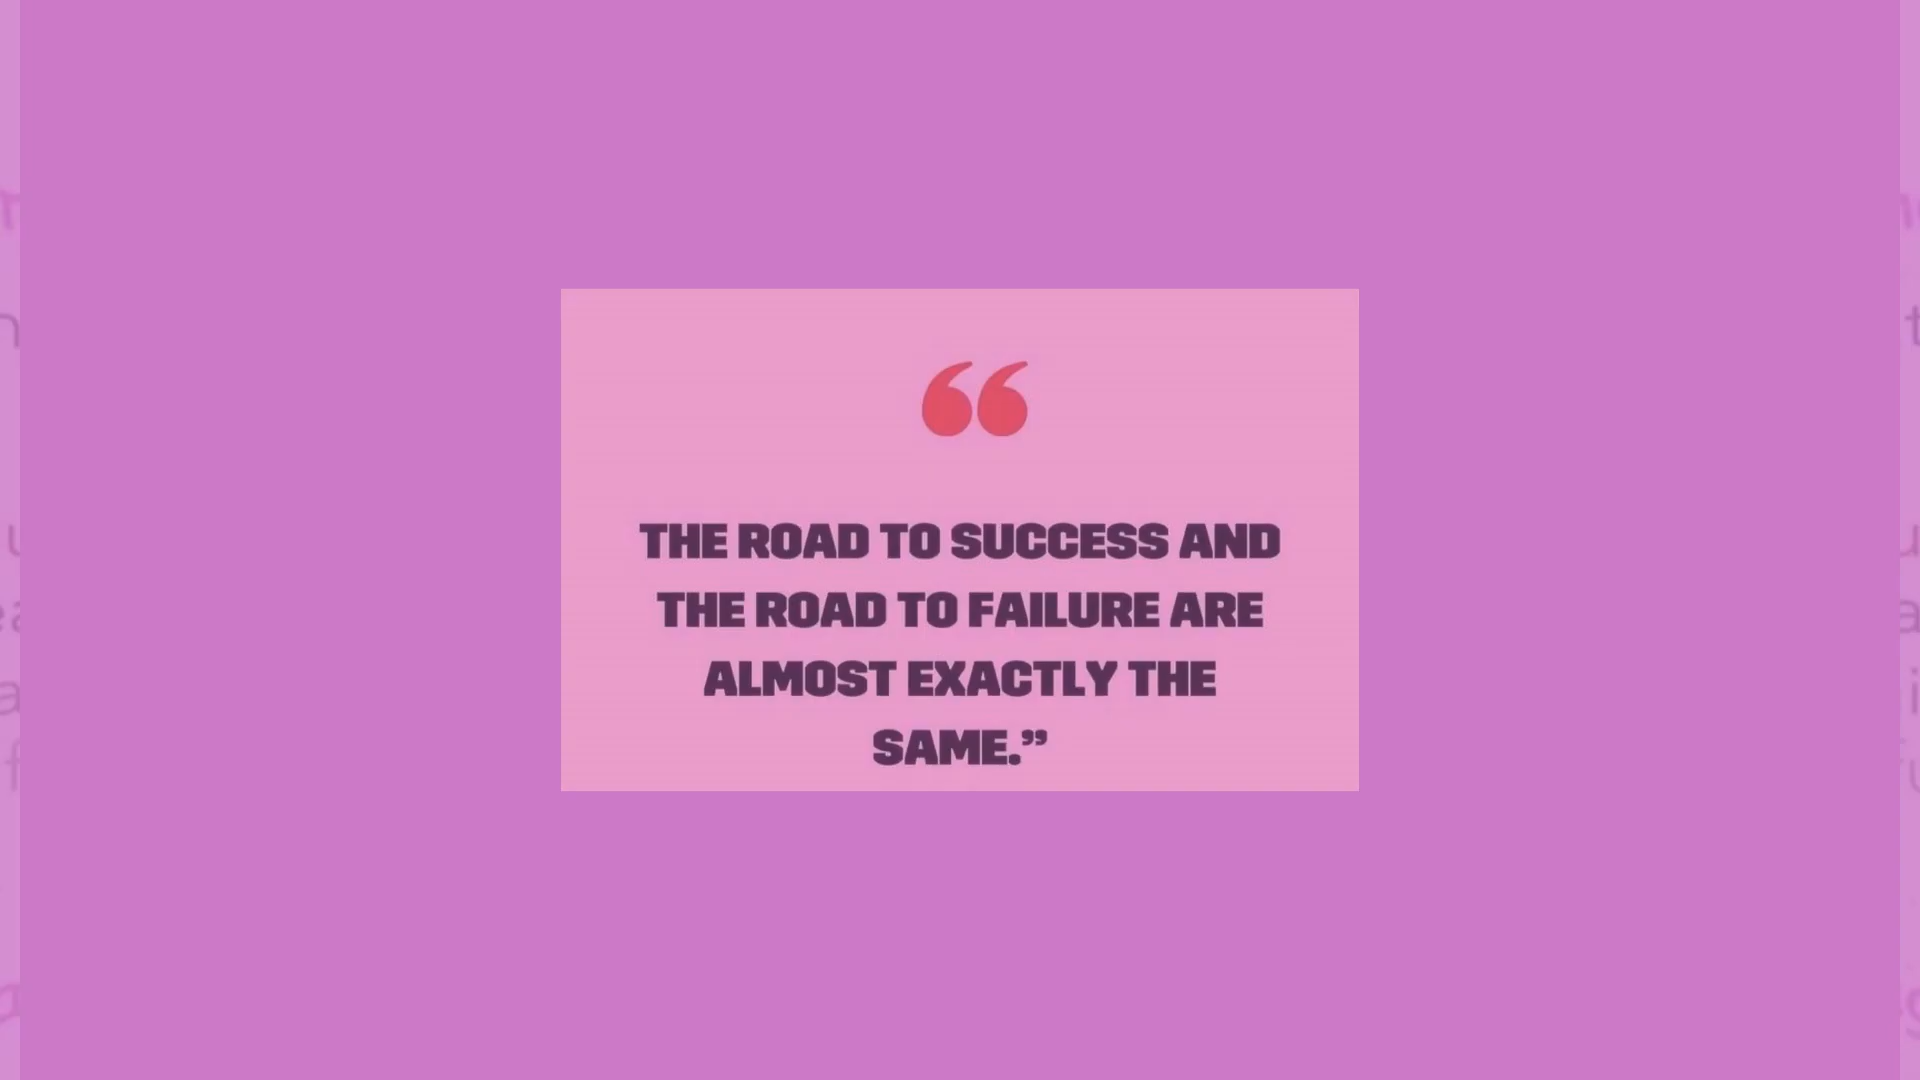 “
THE ROAD TO SUCCESS AND
THE ROAD TO FAILURE ARE
ALMOST EXACTLY THE
SAME.”